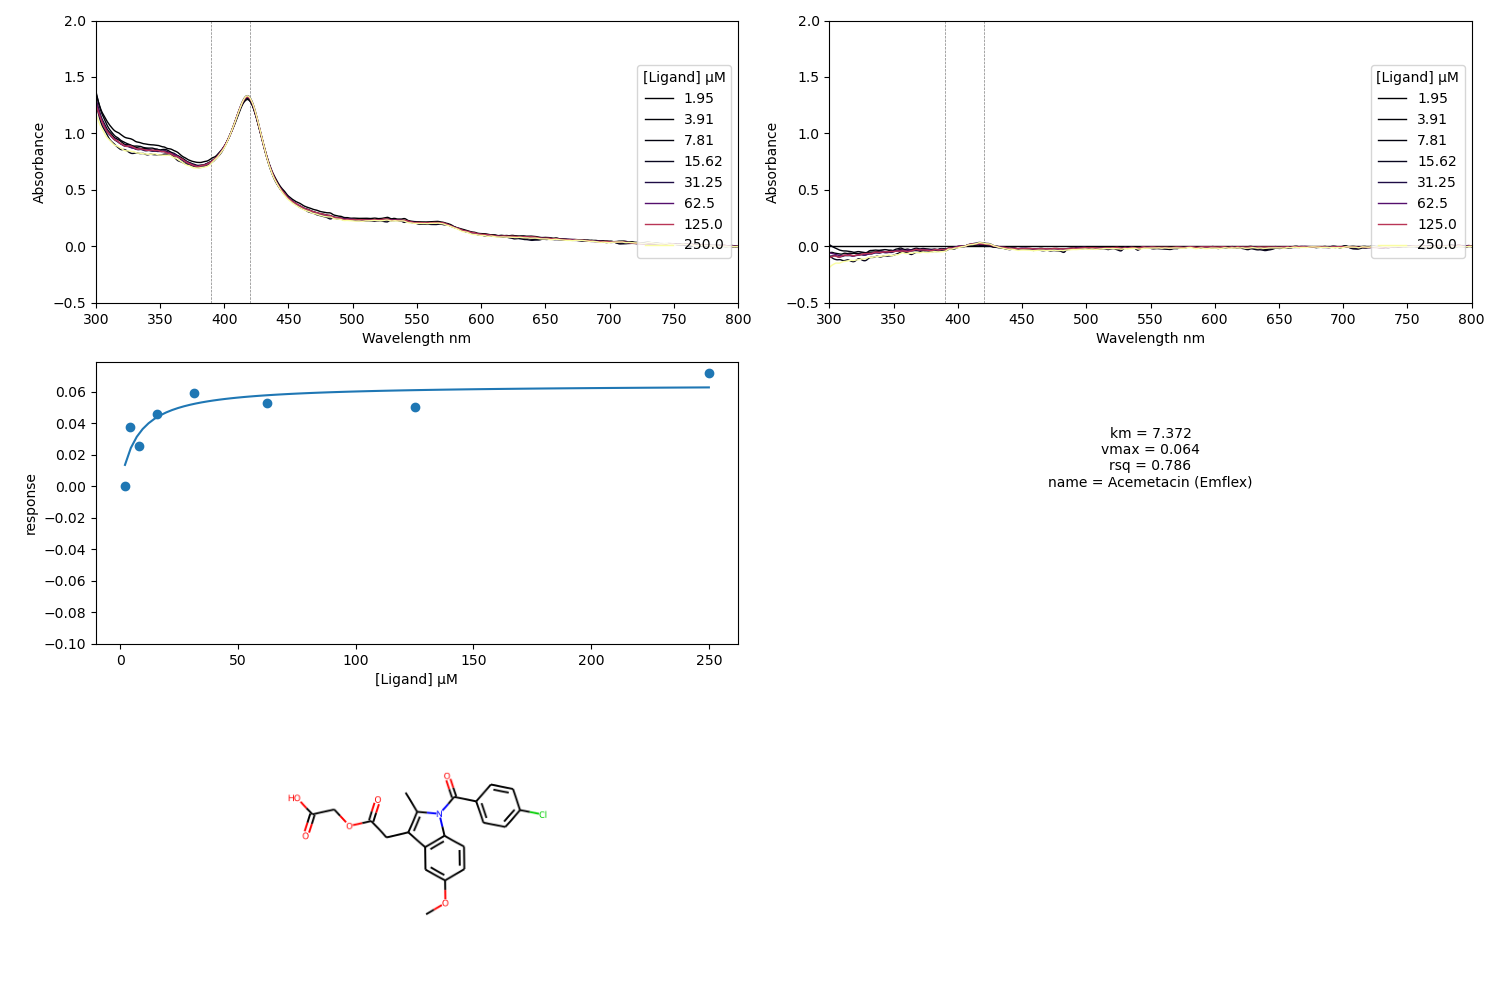 2.0
1.5
1.0
0.5
0.0
−0.5
Absorbance
300 350 400 450 500 550 600 650 700 750 800
Wavelength nm
[Ligand] µM
1.95
3.91
7.81
15.62
31.25
62.5
125.0
250.0
2.0
1.5
1.0
0.5
0.0
−0.5
Absorbance
300 350 400 450 500 550 600 650 700 750 800
Wavelength nm
[Ligand] µM
1.95
3.91
7.81
15.62
31.25
62.5
125.0
250.0
0.06
0.04
0.02
0.00
−0.02
−0.04
−0.06
−0.08
−0.10
response
0 50 100 150 200 250
[Ligand] µM
km = 7.372
vmax = 0.064
rsq = 0.786
name = Acemetacin (Emflex)
HO
O
O
O
O
N
Cl
O